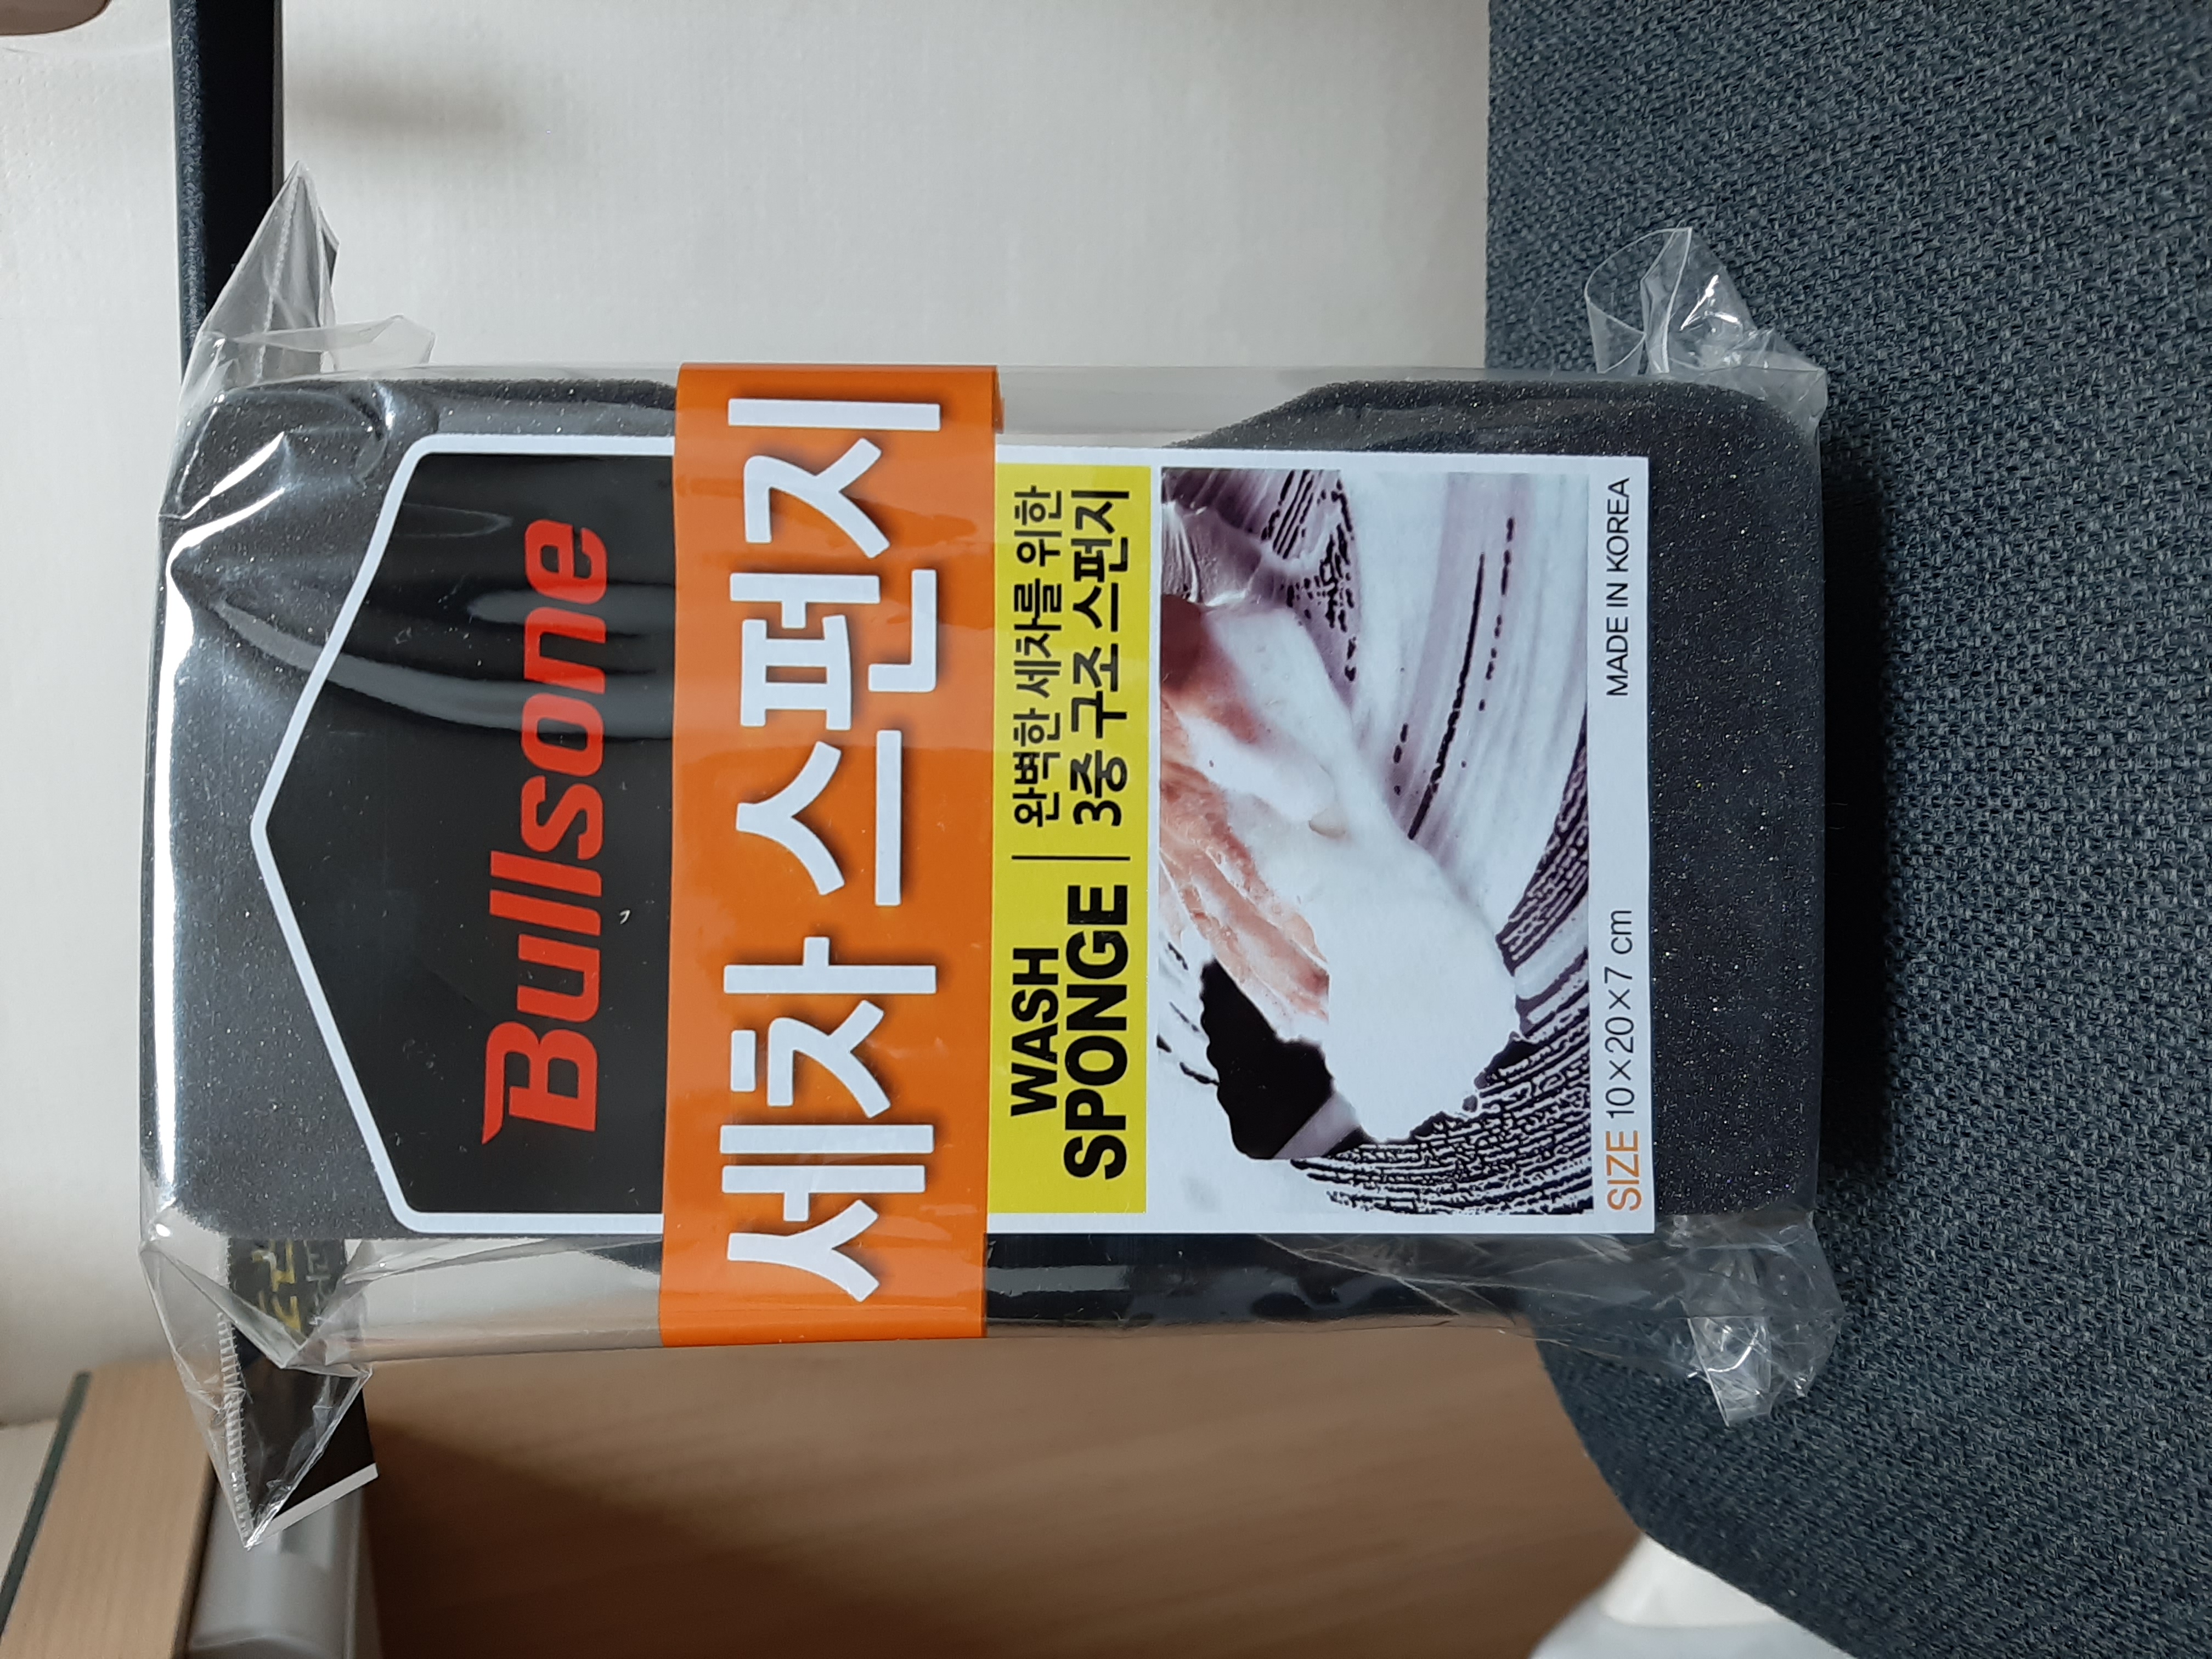 Bullsone
세차 스펀지
WASH
SPONGE
완벽한 세차를 위한
3중 구조 스펀지
SIZE 10×20×7 cm
MADE IN KOREA